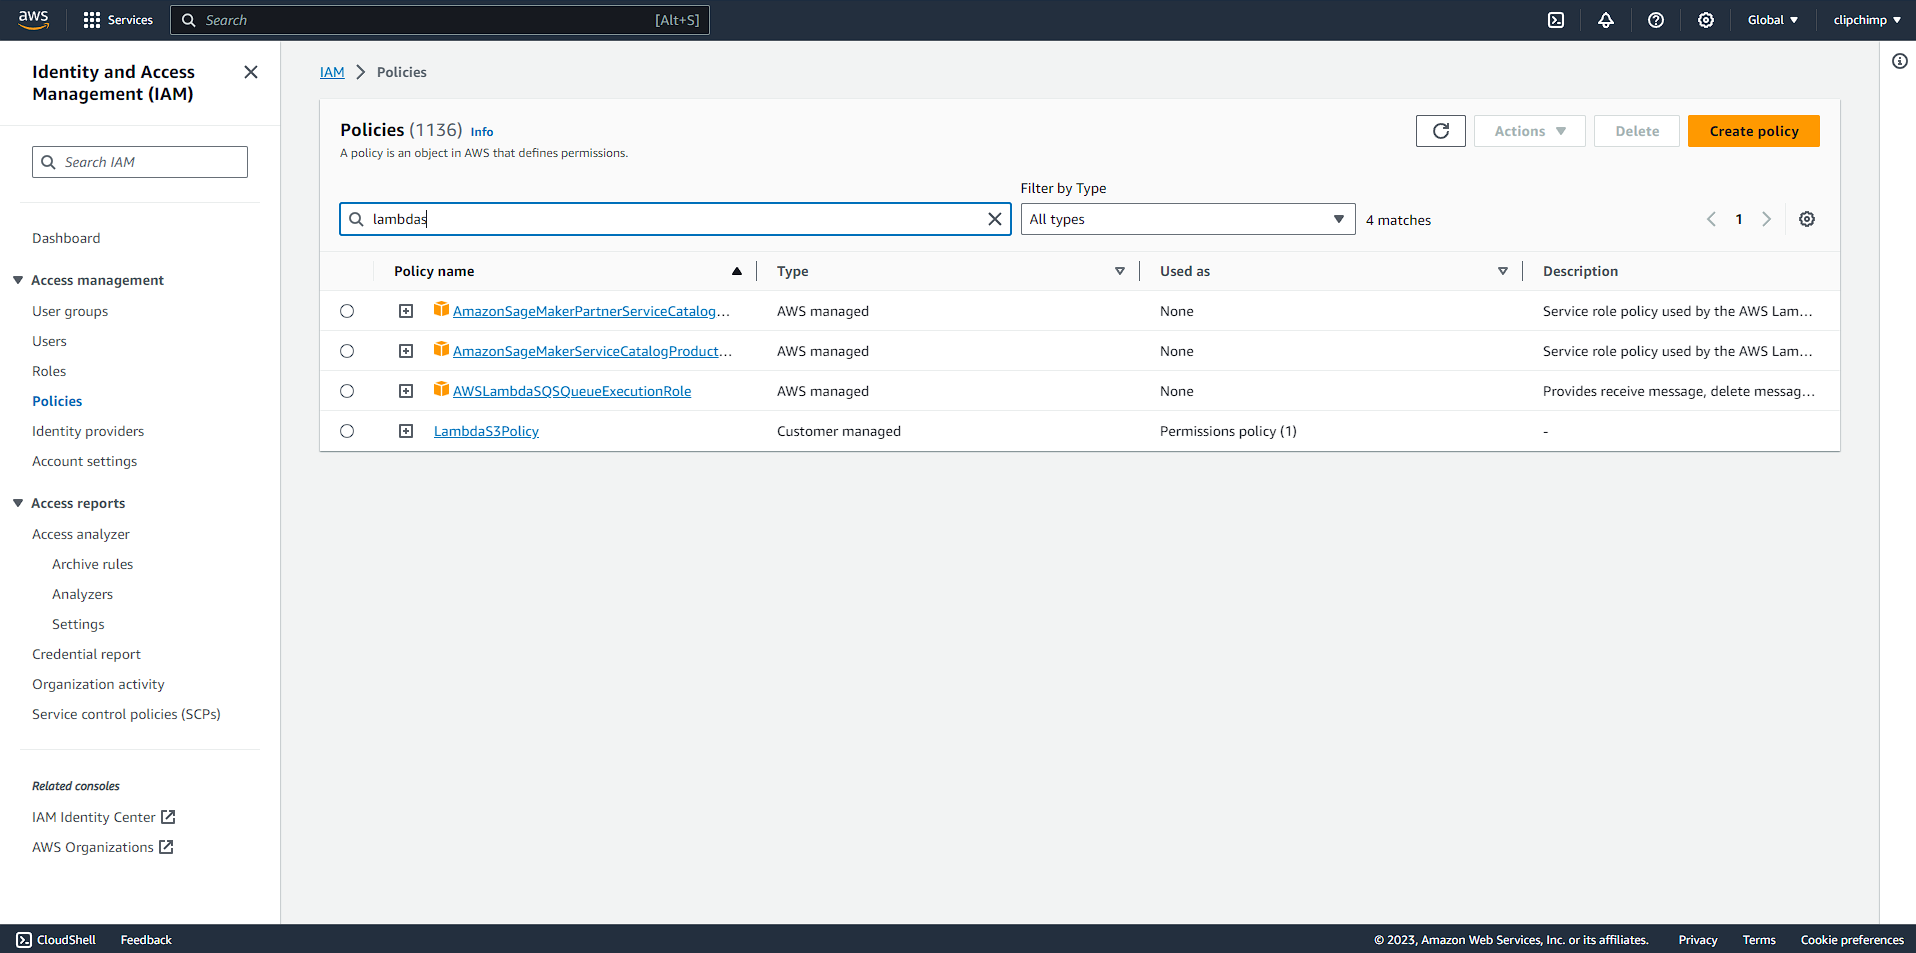 aws Services Search [Alt+S] Global clipchimp
Identity and Access
Management (IAM)
Search IAM
Dashboard
Access management
User groups
Users
Roles
Policies
Identity providers
Account settings
Access reports
Access analyzer
Archive rules
Analyzers
Settings
Credential report
Organization activity
Service control policies (SCPs)
Related consoles
IAM Identity Center
AWS Organizations
IAM > Policies
Policies (1136) Info
A policy is an object in AWS that defines permissions.
Actions Delete Create policy
Filter by Type
lambdas All types 4 matches 1
Policy name Type Used as Description
AmazonSageMakerPartnerServiceCatalog... AWS managed None Service role policy used by the AWS Lam...
AmazonSageMakerServiceCatalogProduct... AWS managed None Service role policy used by the AWS Lam...
AWSLambdaSQSQueueExecutionRole AWS managed None Provides receive message, delete messag...
LambdaS3Policy Customer managed Permissions policy (1) -
CloudShell Feedback © 2023, Amazon Web Services, Inc. or its affiliates. Privacy Terms Cookie preferences